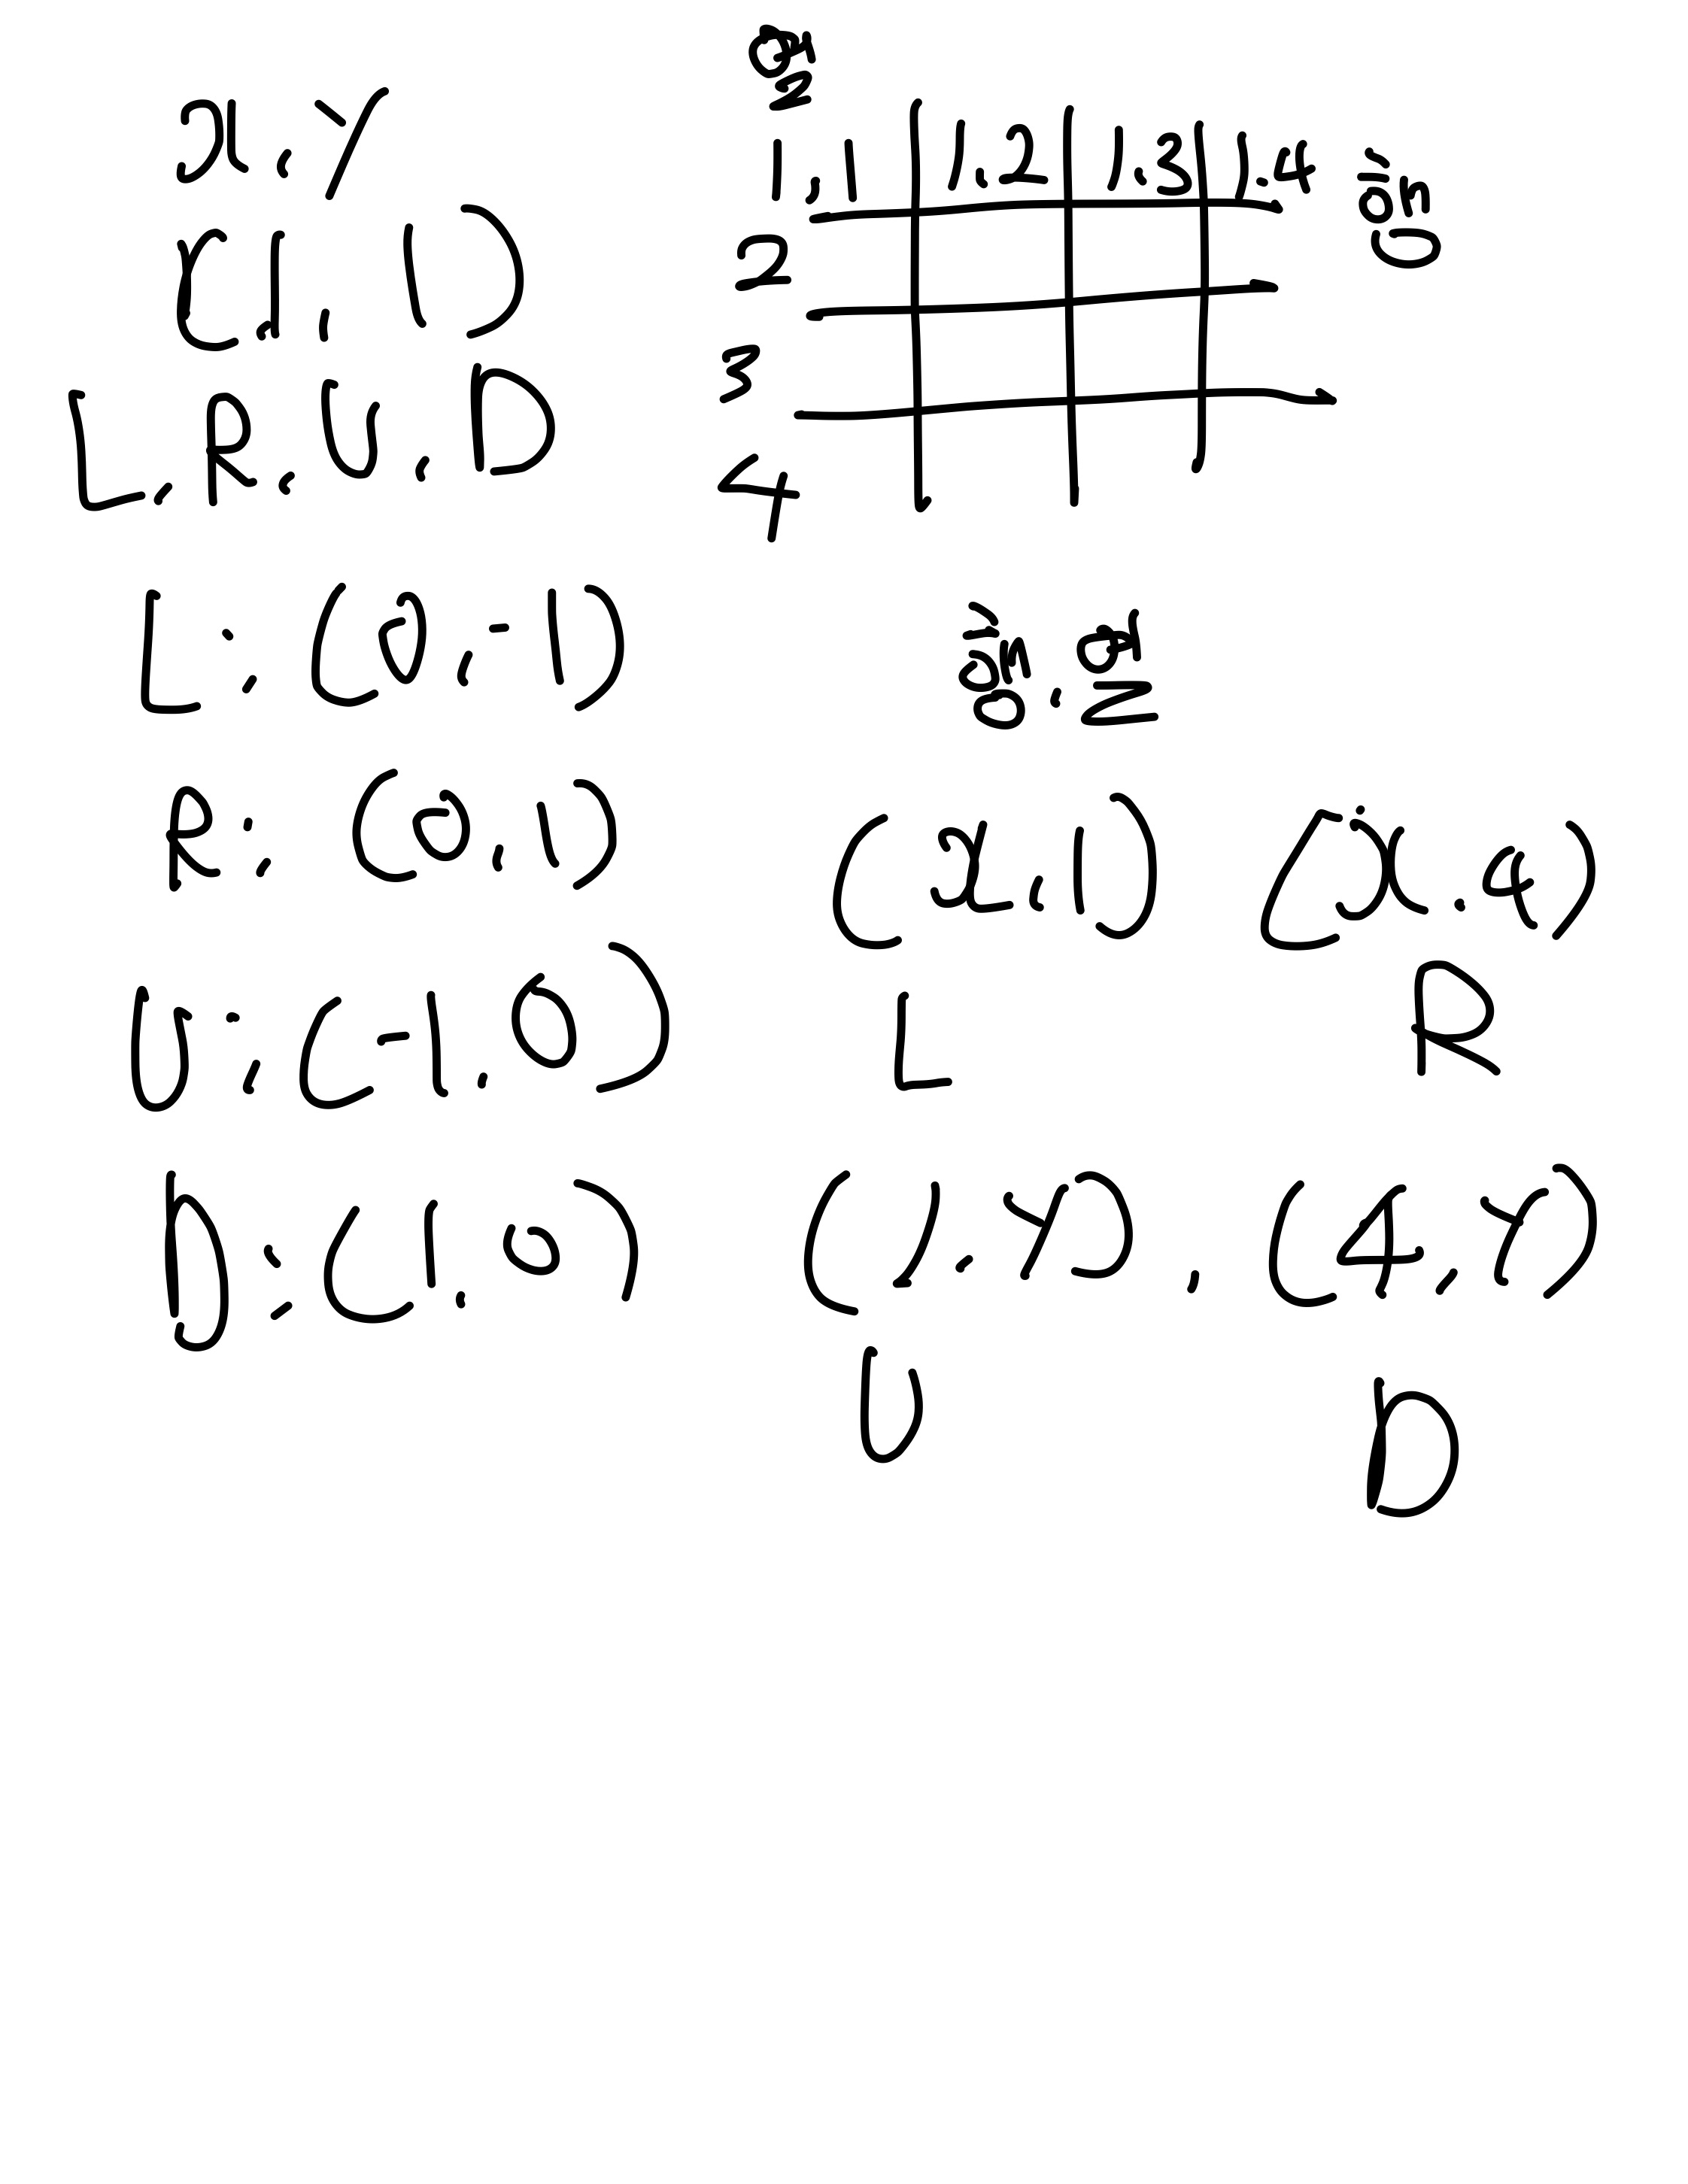 x, y
(1, 1)
L, R, U, D
열
1,1 1,2 1,3 1,4 행
2
3
4
L : (0, -1)
행, 열
R : (0, 1)
(x, 1) (x, 4)
U : (-1, 0)
L R
D : (1, 0)
(1, y), (4, y)
U D